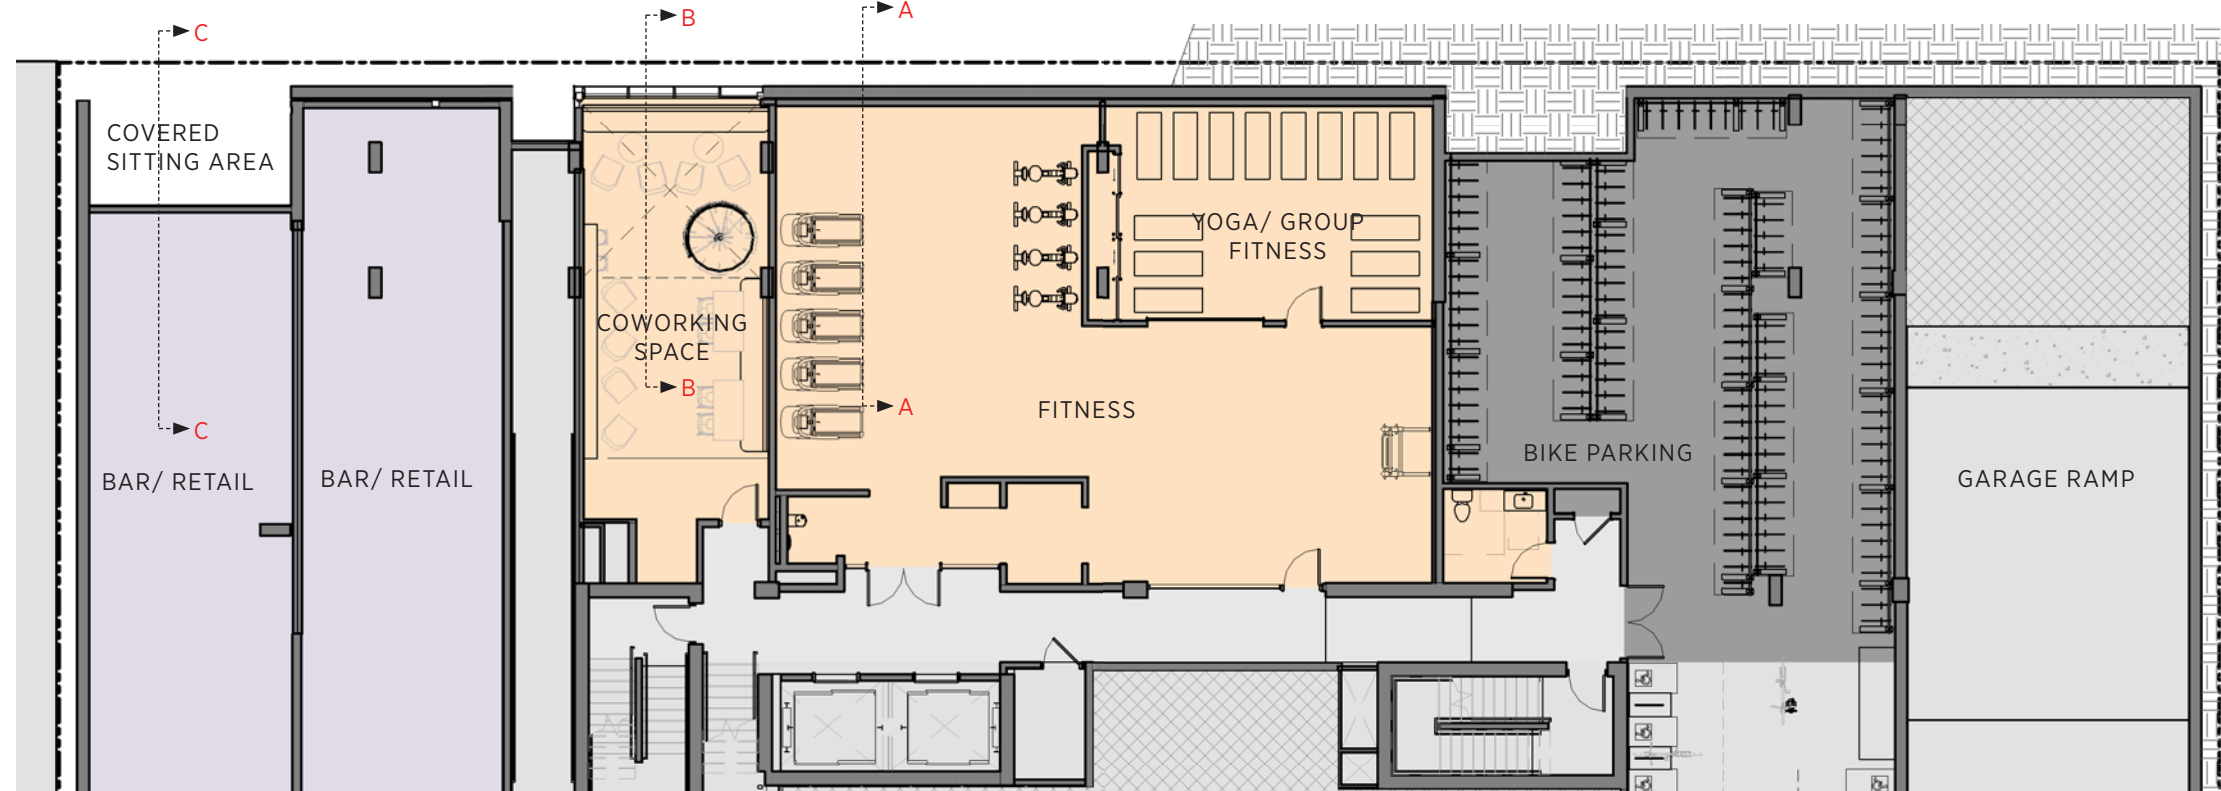 C
B
A
COVERED
SITTING AREA
YOGA/ GROUP
FITNESS
COWORKING
SPACE
B
A
FITNESS
C
BAR/ RETAIL
BAR/ RETAIL
BIKE PARKING
GARAGE RAMP